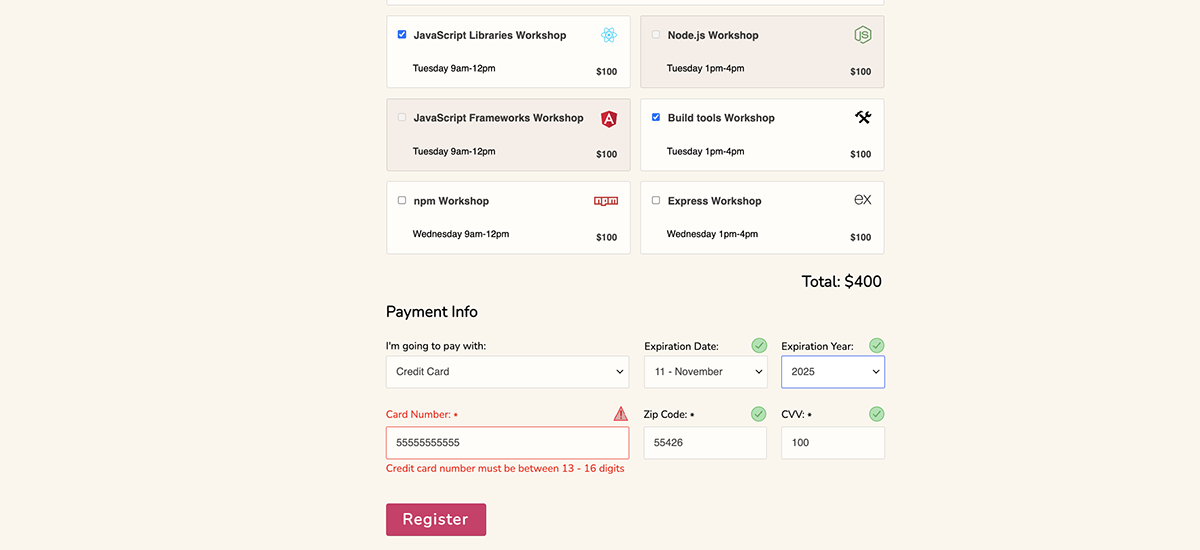 JavaScript Libraries Workshop
Tuesday 9am-12pm $100
Node.js Workshop JS
Tuesday 1pm-4pm $100
JavaScript Frameworks Workshop A
Tuesday 9am-12pm $100
Build tools Workshop
Tuesday 1pm-4pm $100
npm Workshop npm
Wednesday 9am-12pm $100
Express Workshop ex
Wednesday 1pm-4pm $100
Total: $400
Payment Info
I'm going to pay with: Expiration Date: Expiration Year:
Credit Card 11 - November 2025
Card Number: * Zip Code: * CVV: *
55555555555 55426 100
Credit card number must be between 13 - 16 digits
Register